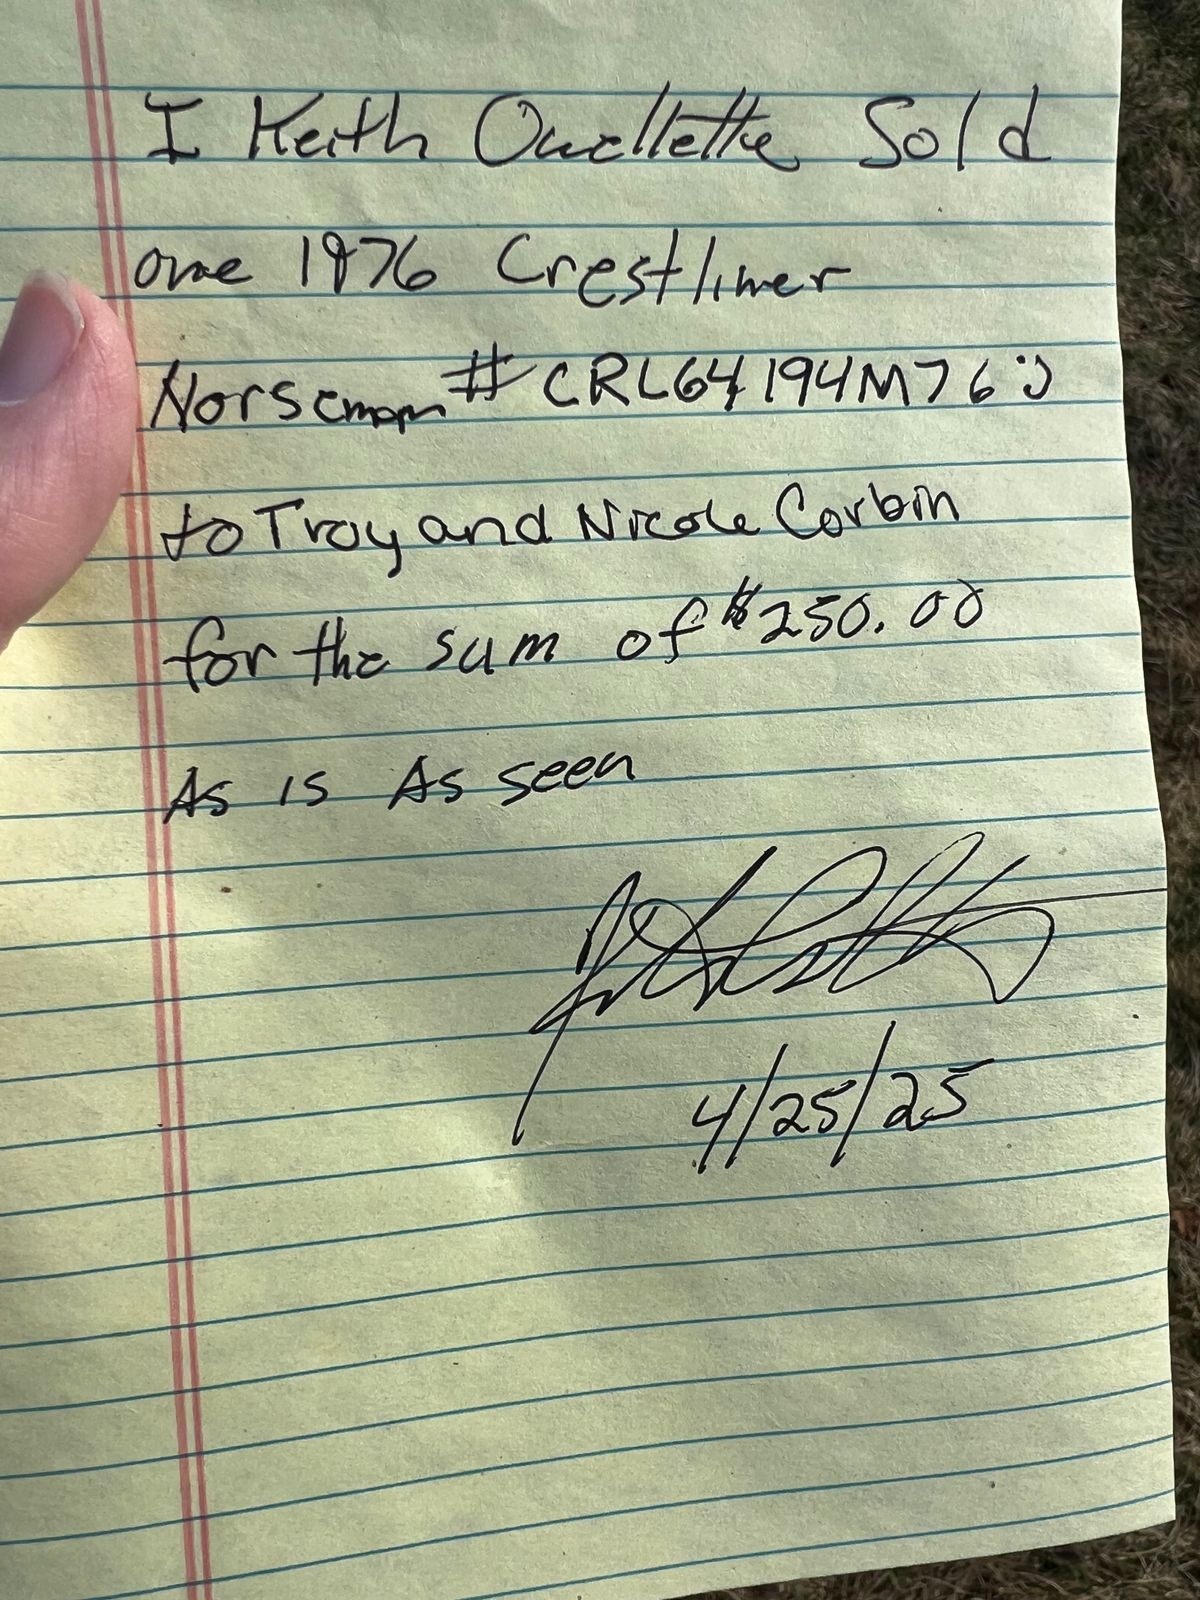 I Keith Ouellette Sold
one 1976 Crestliner
Norseman # CRL64194M76
to Troy and Nicole Corbin
for the sum of $250.00
As is As seen
4/25/25